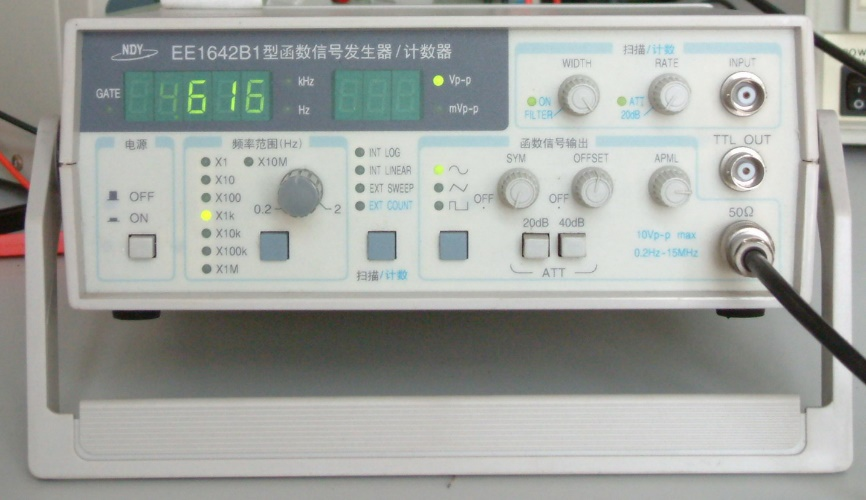 NDY EE1642B1型函数信号发生器/计数器
GATE
616
kHz
Hz
Vp-p
mVp-p
扫描/计数
WIDTH
RATE
INPUT
ON
FILTER
ATT
20dB
电源
OFF
ON
频率范围(Hz)
X1
X10M
X10
X100
X1k
X10k
X100k
X1M
0.2
2
INT LOG
INT LINEAR
EXT SWEEP
EXT COUNT
扫描/计数
函数信号输出
SYM
OFFSET
APML
OFF
OFF
20dB
40dB
ATT
TTL OUT
50Ω
10Vp-p max
0.2Hz-15MHz
POWE